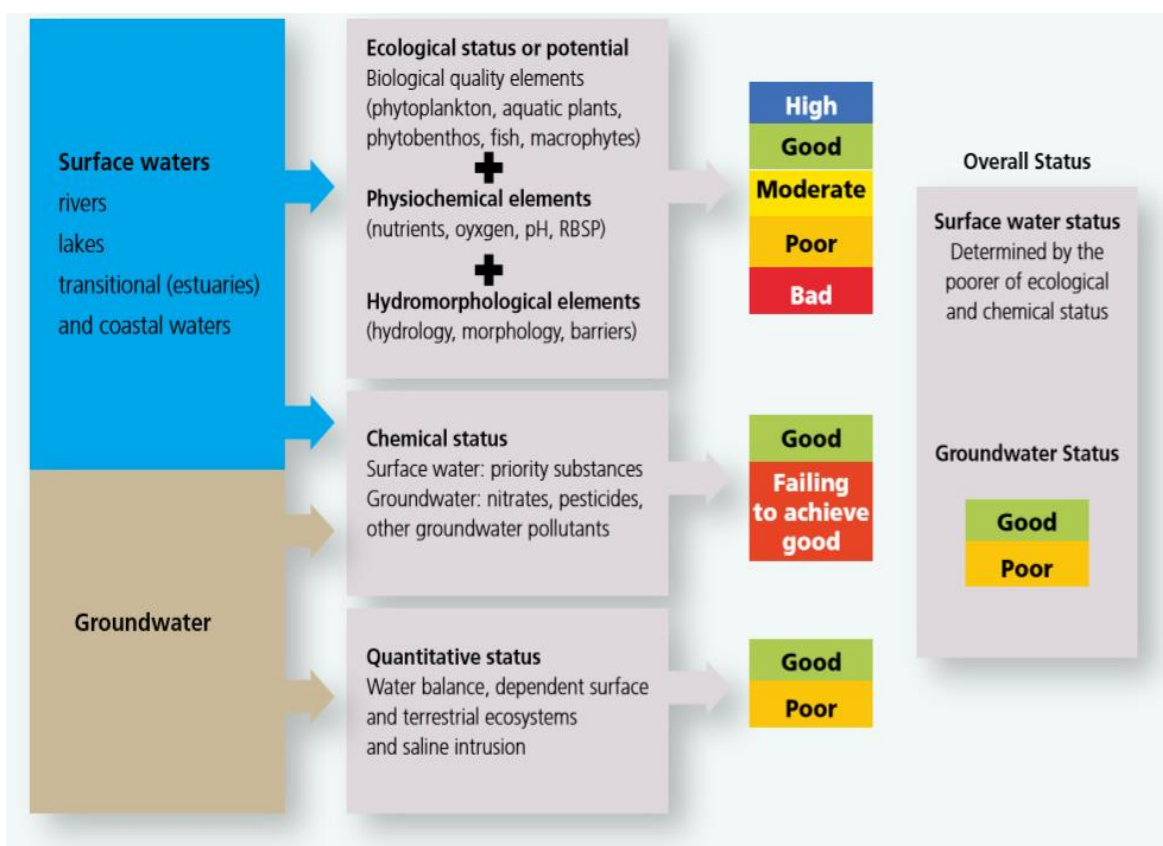 Surface waters
rivers
lakes
transitional (estuaries)
and coastal waters
Groundwater
Ecological status or potential
Biological quality elements
(phytoplankton, aquatic plants,
phytobenthos, fish, macrophytes)
+
Physiochemical elements
(nutrients, oyxgen, pH, RBSP)
+
Hydromorphological elements
(hydrology, morphology, barriers)
Chemical status
Surface water: priority substances
Groundwater: nitrates, pesticides,
other groundwater pollutants
Quantitative status
Water balance, dependent surface
and terrestrial ecosystems
and saline intrusion
High
Good
Moderate
Poor
Bad
Good
Failing
to achieve
good
Good
Poor
Overall Status
Surface water status
Determined by the
poorer of ecological
and chemical status
Groundwater Status
Good
Poor